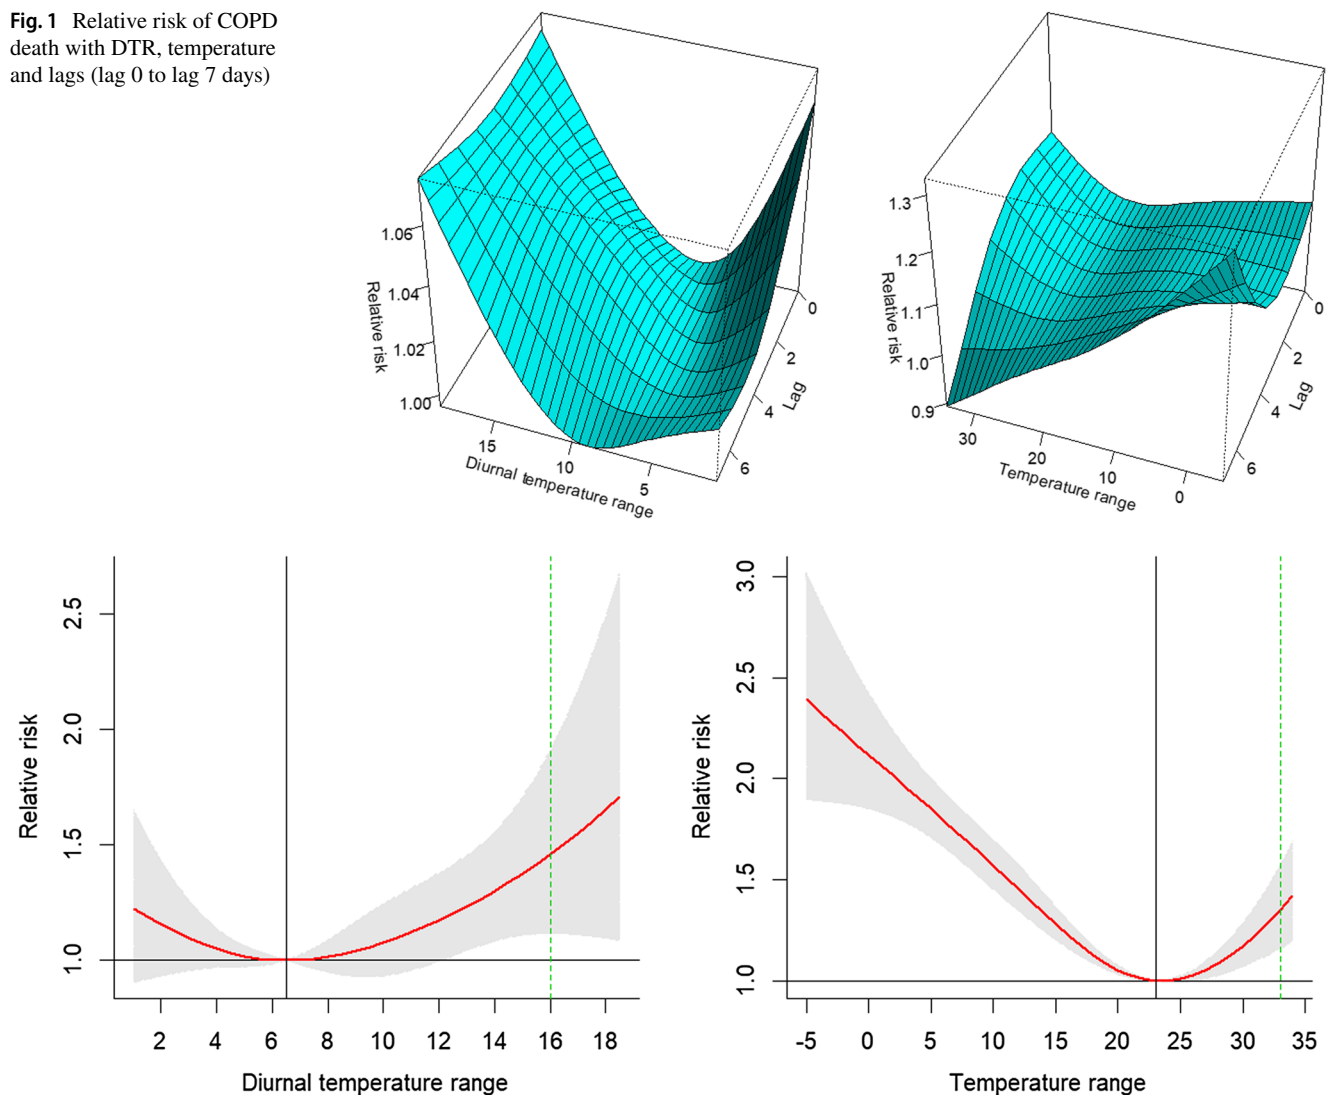 Fig. 1 Relative risk of COPD
death with DTR, temperature
and lags (lag 0 to lag 7 days)
1.06
1.04
1.02
1.00
Relative risk
15
10
5
Diurnal temperature range
0
2
4
6
Lag
1.3
1.2
1.1
1.0
0.9
Relative risk
30
20
10
0
Temperature range
0
2
4
6
Lag
2.5
2.0
1.5
1.0
Relative risk
2 4 6 8 10 12 14 16 18
Diurnal temperature range
3.0
2.5
2.0
1.5
1.0
Relative risk
-5 0 5 10 15 20 25 30 35
Temperature range